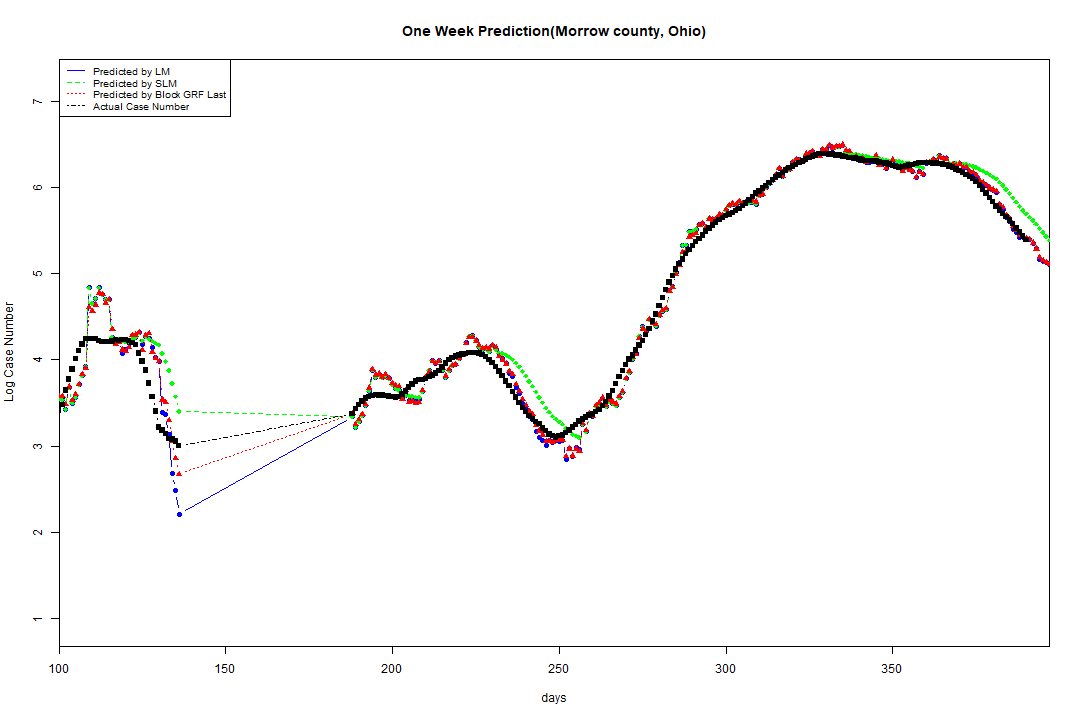 One Week Prediction(Morrow county, Ohio)
Predicted by LM
Predicted by SLM
Predicted by Block GRF Last
Actual Case Number
7
6
5
4
3
2
1
Log Case Number
100 150 200 250 300 350
days